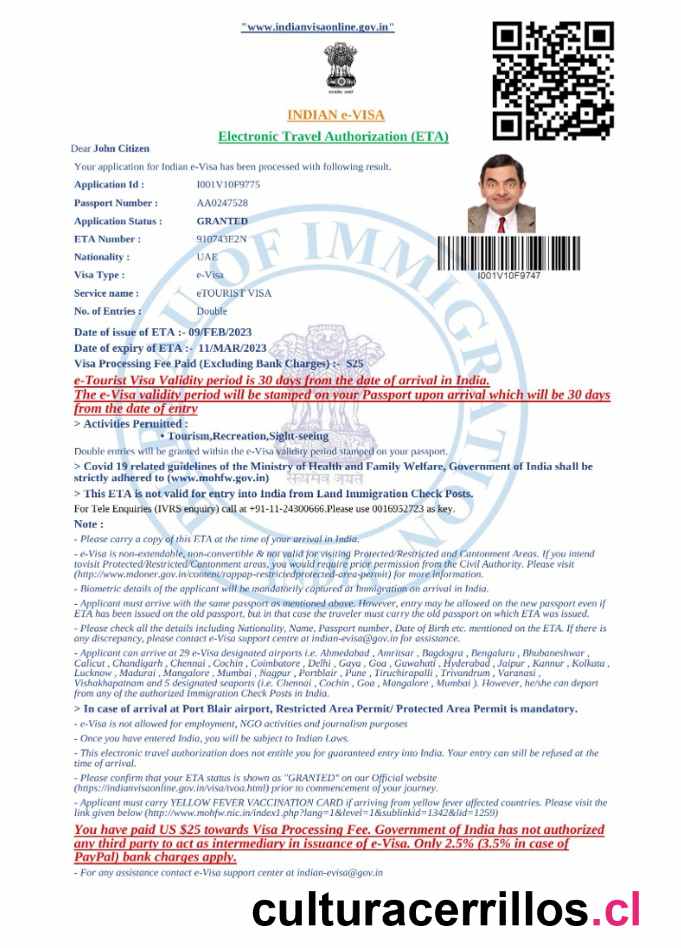 "www.indianvisaonline.gov.in"
INDIAN e-VISA
Electronic Travel Authorization (ETA)
Dear John Citizen
Your application for Indian e-Visa has been processed with following result.
Application Id : I001V10F9775
Passport Number : AA0247528
Application Status : GRANTED
ETA Number : 910743E2N
Nationality : UAE
Visa Type : e-Visa
I001V10F9747
Service name : eTOURIST VISA
No. of Entries : Double
Date of issue of ETA :- 09/FEB/2023
Date of expiry of ETA :- 11/MAR/2023
Visa Processing Fee Paid (Excluding Bank Charges) :- $25
e-Tourist Visa Validity period is 30 days from the date of arrival in India.
The e-Visa validity period will be stamped on your Passport upon arrival which will be 30 days
from the date of entry
> Activities Permitted :
• Tourism,Recreation,Sight-seeing
Double entries will be granted within the e-Visa validity period stamped on your passport.
> Covid 19 related guidelines of the Ministry of Health and Family Welfare, Government of India shall be
strictly adhered to (www.mohfw.gov.in)
सत्यमेव जयते
> This ETA is not valid for entry into India from Land Immigration Check Posts.
For Tele Enquiries (IVRS enquiry) call at +91-11-24300666.Please use 0016952723 as key.
Note :
- Please carry a copy of this ETA at the time of your arrival in India.
- e-Visa is non-extendable, non-convertible & not valid for visiting Protected/Restricted and Cantonment Areas. If you intend
tovisit Protected/Restricted/Cantonment areas, you would require prior permission from the Civil Authority. Please visit
(http://www.mdoner.gov.in/content/rappap-restrictedprotected-area-permit) for more information.
- Biometric details of the applicant will be mandatorily captured at Immigration on arrival in India.
- Applicant must arrive with the same passport as mentioned above. However, entry may be allowed on the new passport even if
ETA has been issued on the old passport, but in that case the traveler must carry the old passport on which ETA was issued.
- Please check all the details including Nationality, Name, Passport number, Date of Birth etc. mentioned on the ETA. If there is
any discrepancy, please contact e-Visa support centre at indian-evisa@gov.in for assistance.
- Applicant can arrive at 29 e-Visa designated airports i.e. Ahmedabad , Amritsar , Bagdogra , Bengaluru , Bhubaneshwar ,
Calicut , Chandigarh , Chennai , Cochin , Coimbatore , Delhi , Gaya , Goa , Guwahati , Hyderabad , Jaipur , Kannur , Kolkata ,
Lucknow , Madurai , Mangalore , Mumbai , Nagpur , Portblair , Pune , Tiruchirapalli , Trivandrum , Varanasi ,
Vishakhapatnam and 5 designated seaports (i.e. Chennai , Cochin , Goa , Mangalore , Mumbai ). However, he/she can depart
from any of the authorized Immigration Check Posts in India.
> In case of arrival at Port Blair airport, Restricted Area Permit/ Protected Area Permit is mandatory.
- e-Visa is not allowed for employment, NGO activities and journalism purposes
- Once you have entered India, you will be subject to Indian Laws.
- This electronic travel authorization does not entitle you for guaranteed entry into India. Your entry can still be refused at the
time of arrival.
- Please confirm that your ETA status is shown as "GRANTED" on our Official website
(https://indianvisaonline.gov.in/visa/tvoa.html) prior to commencement of your journey.
- Applicant must carry YELLOW FEVER VACCINATION CARD if arriving from yellow fever affected countries. Please visit the
link given below (http://www.mohfw.nic.in/index1.php?lang=1&level=1&sublinkid=1342&lid=1259)
You have paid US $25 towards Visa Processing Fee. Government of India has not authorized
any third party to act as intermediary in issuance of e-Visa. Only 2.5% (3.5% in case of
PayPal) bank charges apply.
- For any assistance contact e-Visa support center at indian-evisa@gov.in
BUREAU OF IMMIGRATION
INDIA
culturacerrillos.cl